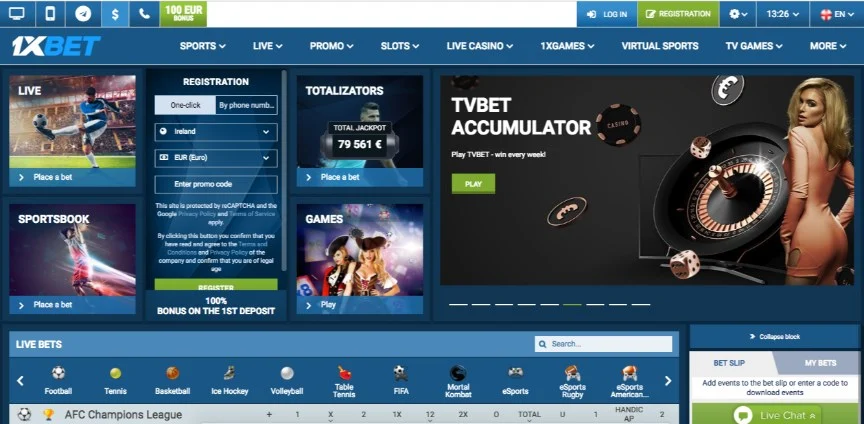 100 EUR
BONUS
LOG IN
REGISTRATION
13:26
EN
1XBET
SPORTS
LIVE
PROMO
SLOTS
LIVE CASINO
1XGAMES
VIRTUAL SPORTS
TV GAMES
MORE
LIVE
Place a bet
REGISTRATION
One-click
By phone numb...
Ireland
EUR (Euro)
Enter promo code
This site is protected by reCAPTCHA and the
Google Privacy Policy and Terms of Service
apply.
By clicking this button you confirm that you
have read and agree to the Terms and
Conditions and Privacy Policy of the
company and confirm that you are of legal
age
REGISTER
100%
BONUS ON THE 1ST DEPOSIT
TOTALIZATORS
TOTAL JACKPOT
79 561 €
Place a bet
SPORTSBOOK
Place a bet
GAMES
Play
TVBET
ACCUMULATOR
Play TVBET - win every week!
PLAY
CASINO
LIVE BETS
Search...
Football
Tennis
Basketball
Ice Hockey
Volleyball
Table
Tennis
FIFA
Mortal
Kombat
eSports
eSports
Rugby
eSports
American...
AFC Champions League
+ 1 X 2 1X 12 2X O TOTAL U 1 HANDIC
AP 2
Collapse block
BET SLIP
MY BETS
Add events to the bet slip or enter a code to
download events
Live Chat